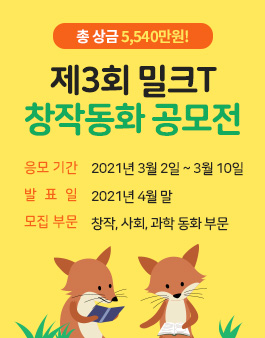 총 상금 5,540만원!
제3회 밀크T
창작동화 공모전
응모 기간 2021년 3월 2일 ~ 3월 10일
발 표 일 2021년 4월 말
모집 부문 창작, 사회, 과학 동화 부문